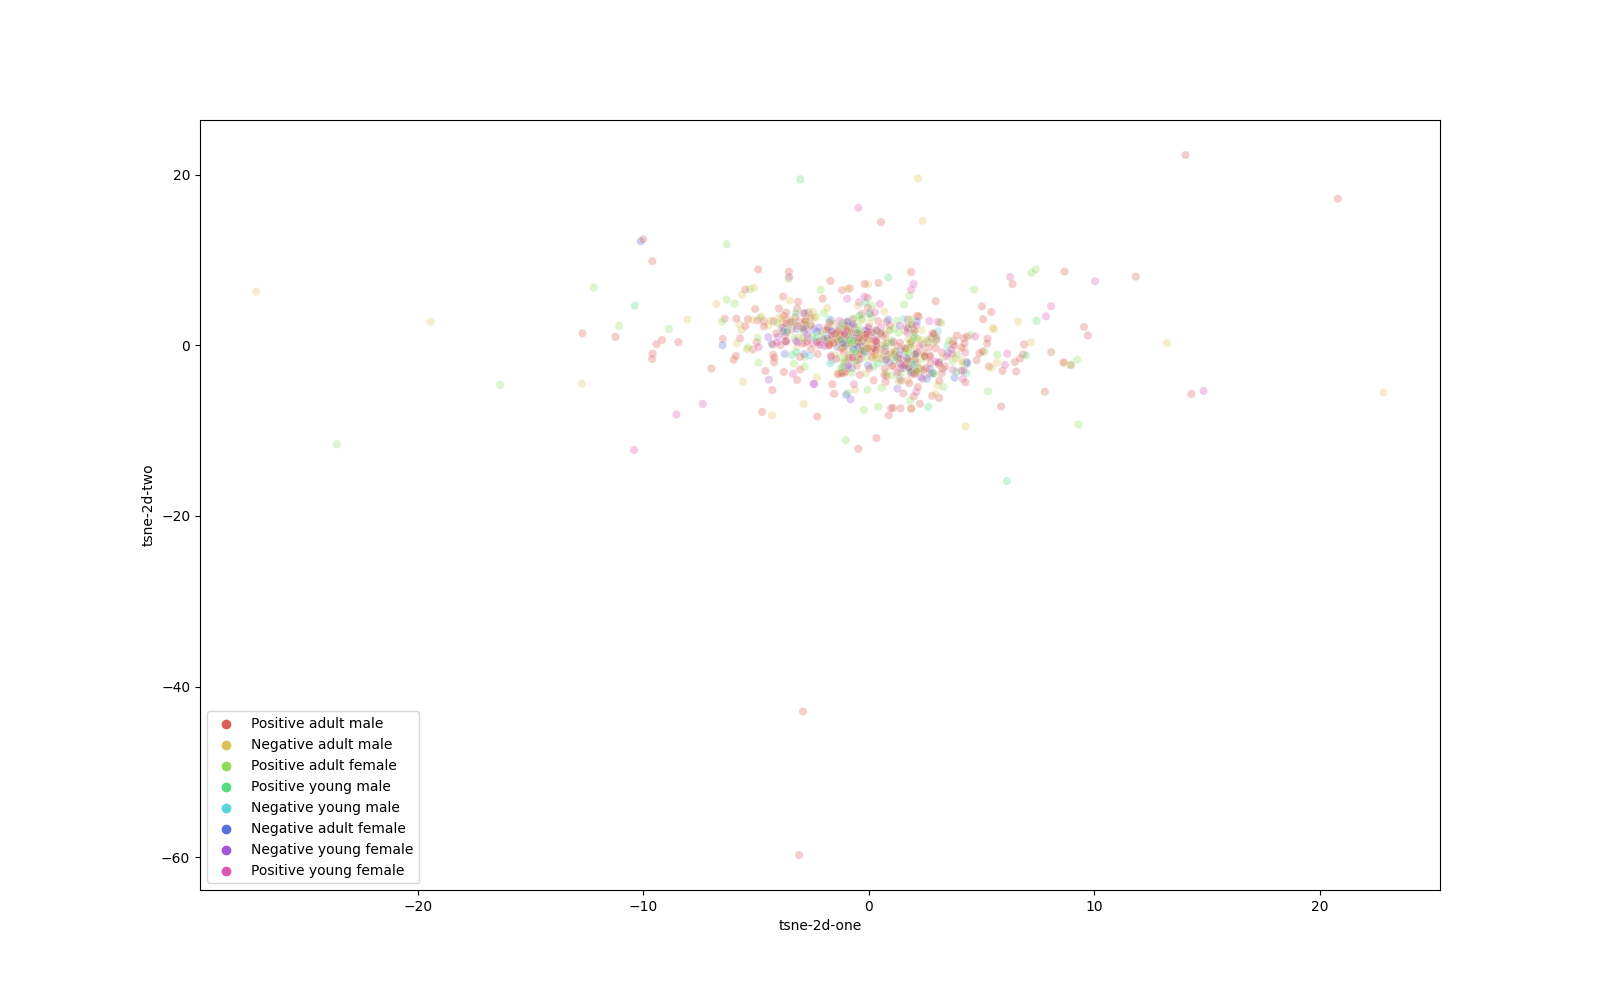 20
0
−20
−40
−60
tsne-2d-two
Positive adult male
Negative adult male
Positive adult female
Positive young male
Negative young male
Negative adult female
Negative young female
Positive young female
−20 −10 0 10 20
tsne-2d-one